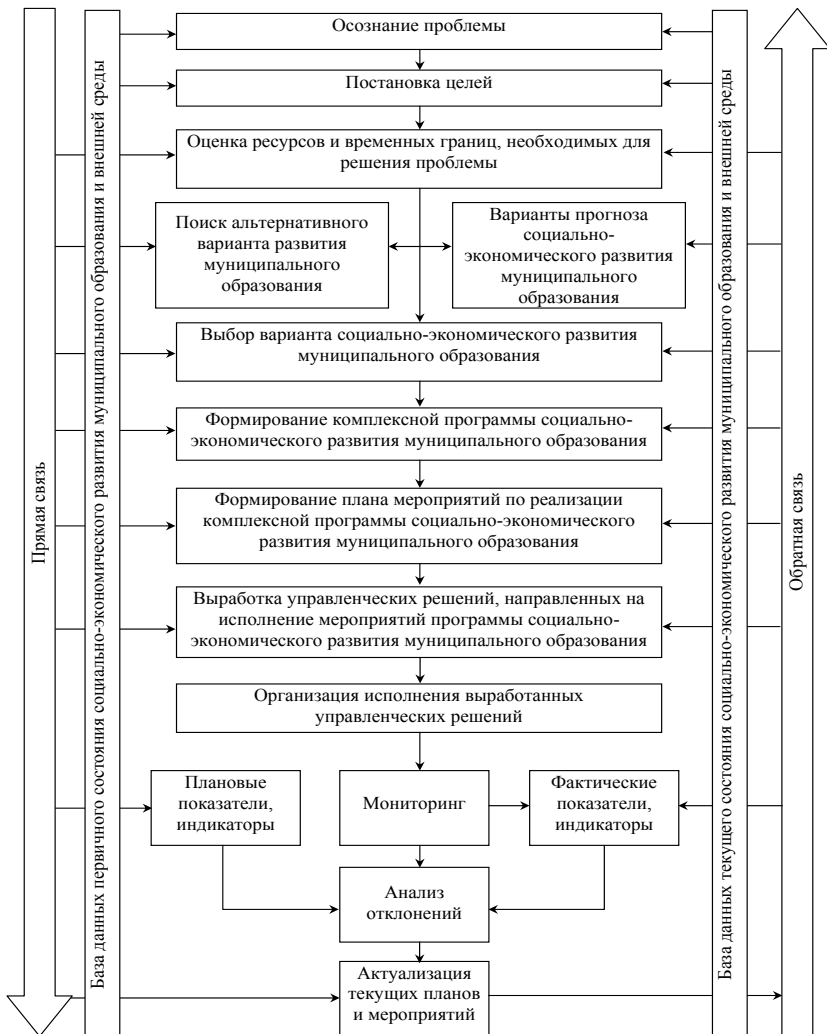 Осознание проблемы
Постановка целей
Оценка ресурсов и временных границ, необходимых для
решения проблемы
Поиск альтернативного
варианта развития
муниципального
образования
Варианты прогноза
социально-
экономического развития
муниципального
образования
Выбор варианта социально-экономического развития
муниципального образования
Формирование комплексной программы социально-
экономического развития муниципального образования
Формирование плана мероприятий по реализации
комплексной программы социально-экономического
развития муниципального образования
Выработка управленческих решений, направленных на
исполнение мероприятий программы социально-
экономического развития муниципального образования
Организация исполнения выработанных
управленческих решений
Плановые
показатели,
индикаторы
Мониторинг
Фактические
показатели,
индикаторы
Анализ
отклонений
Актуализация
текущих планов
и мероприятий
Прямая связь
База данных первичного состояния социально-экономического развития муниципального образования и внешней среды
База данных текущего состояния социально-экономического развития муниципального образования и внешней среды
Обратная связь